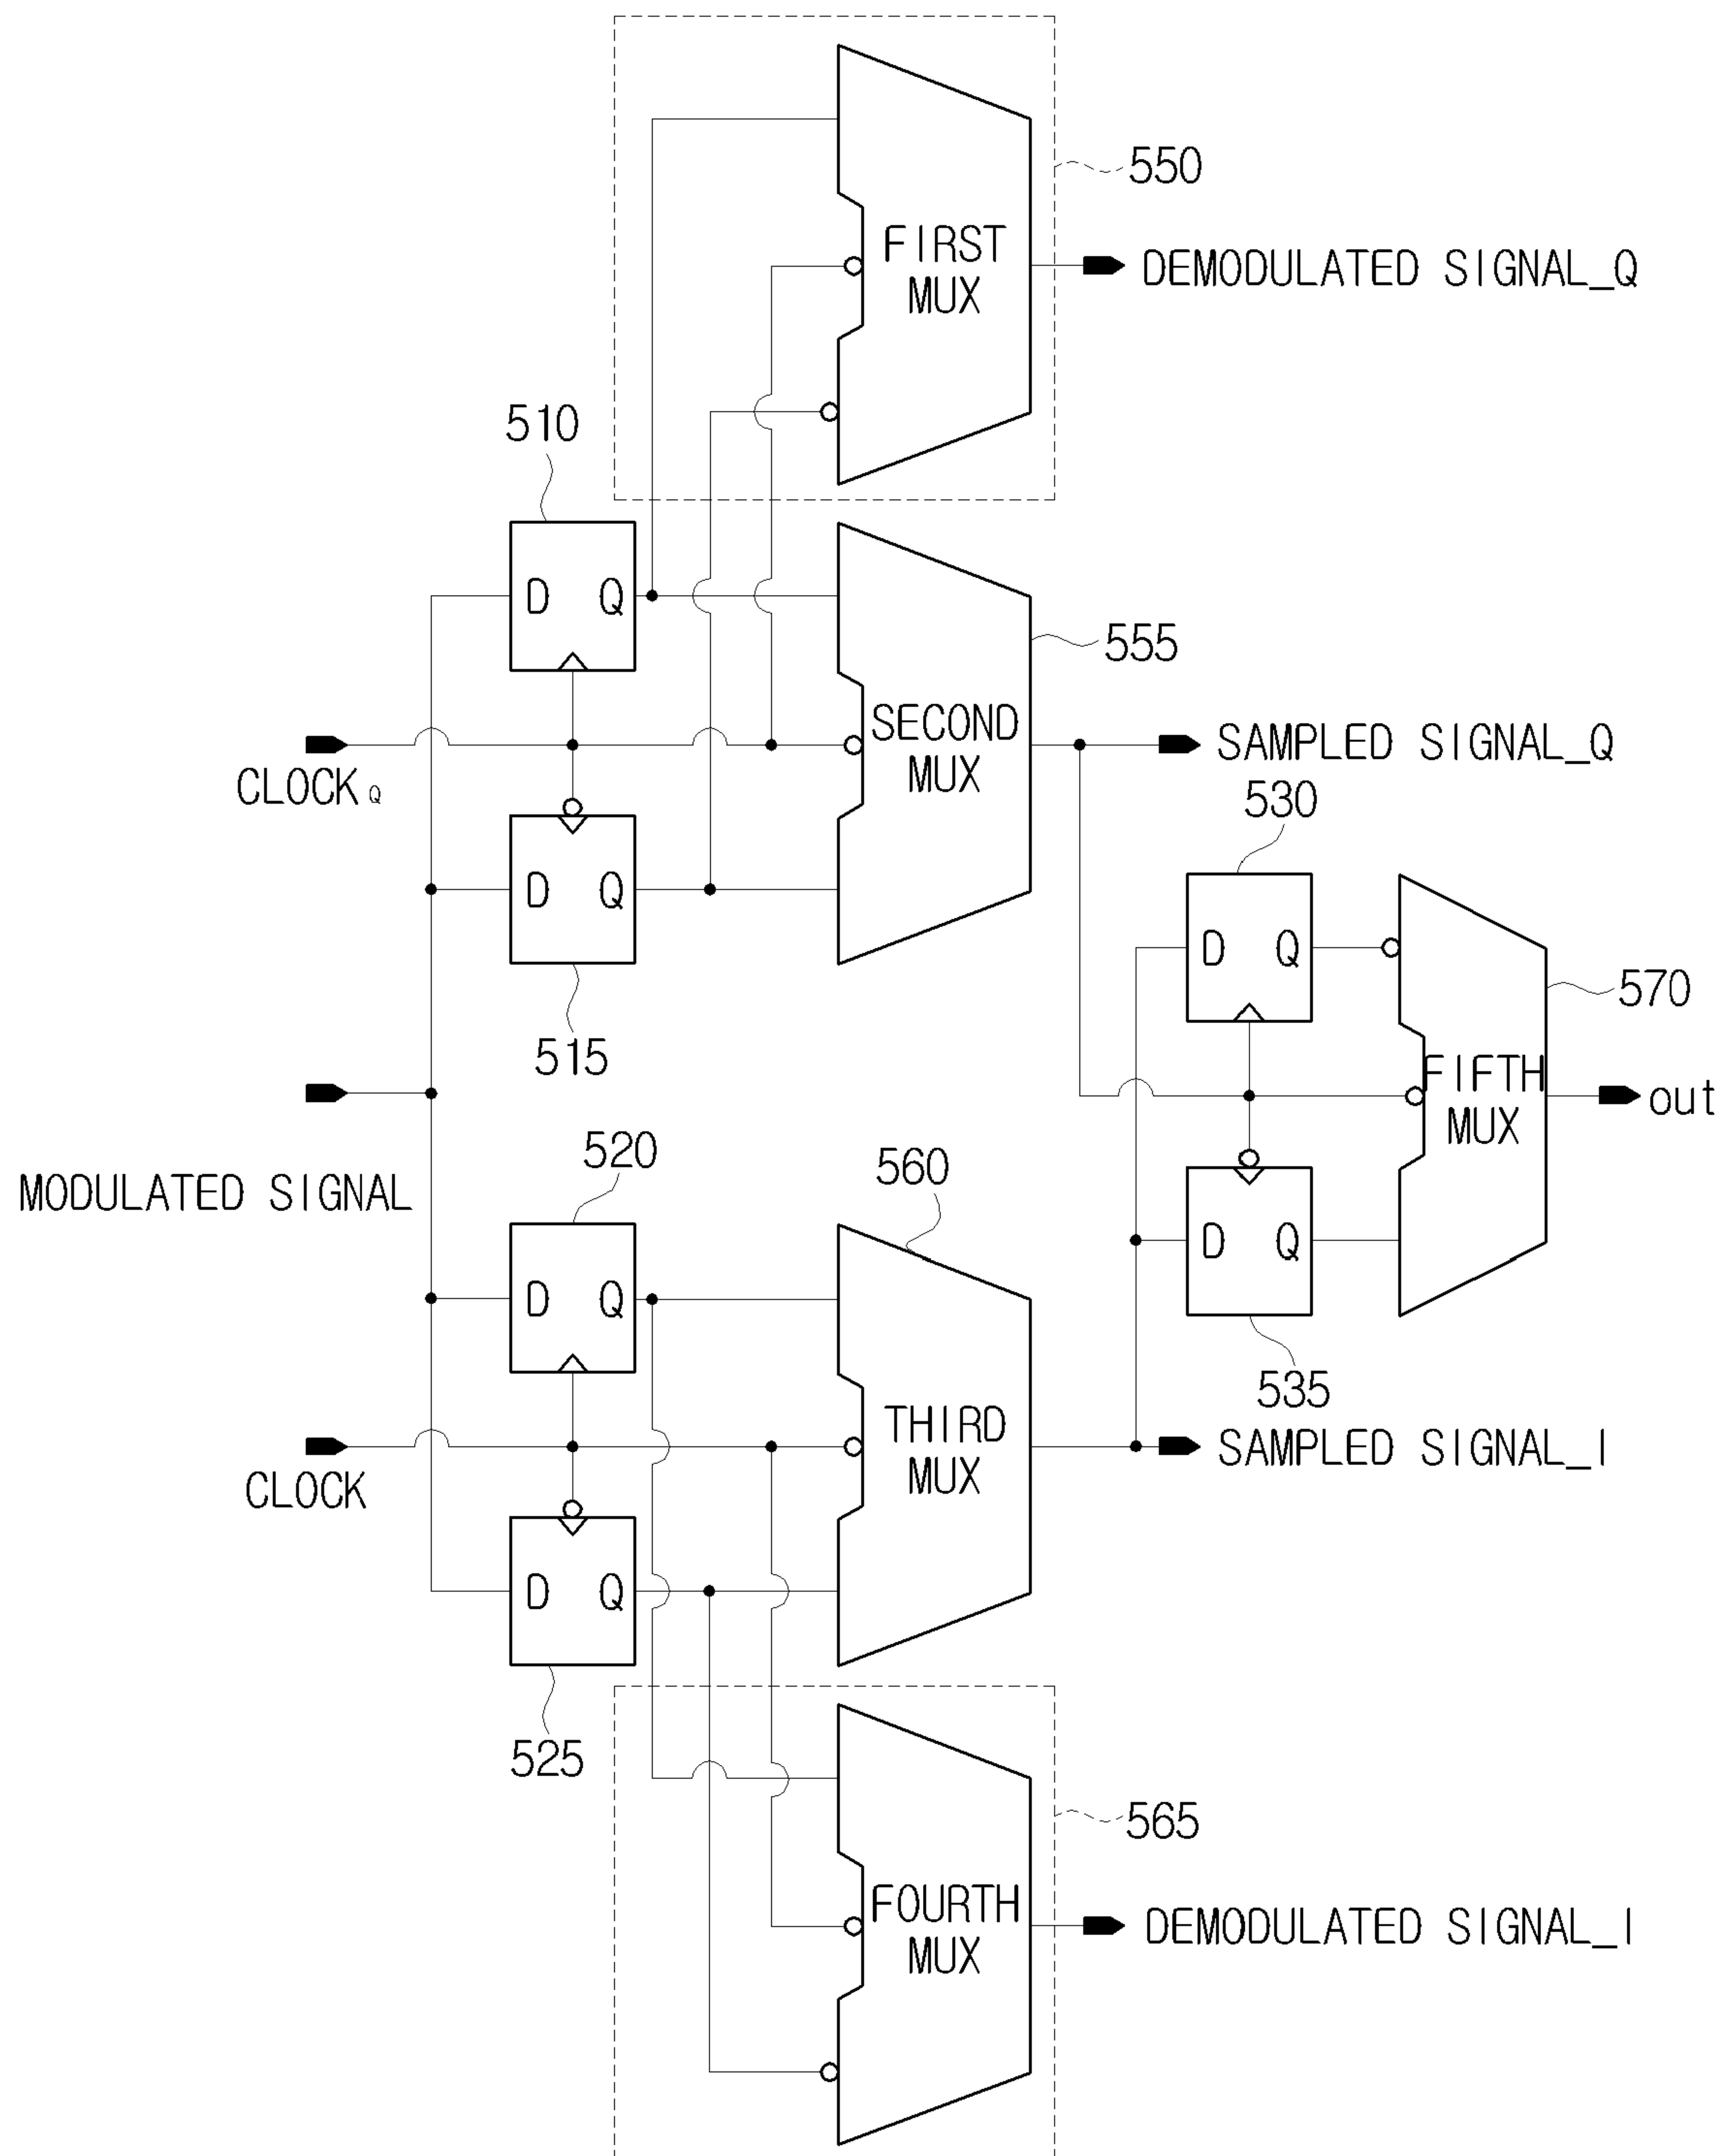 550
FIRST
MUX
DEMODULATED SIGNAL_Q
510
D Q
555
SECOND
MUX
SAMPLED SIGNAL_Q
CLOCK Q
530
D Q
515
D Q
570
FIFTH
MUX
out
MODULATED SIGNAL
520
560
D Q
D Q
535
THIRD
MUX
SAMPLED SIGNAL_I
CLOCK
D Q
525
565
FOURTH
MUX
DEMODULATED SIGNAL_I